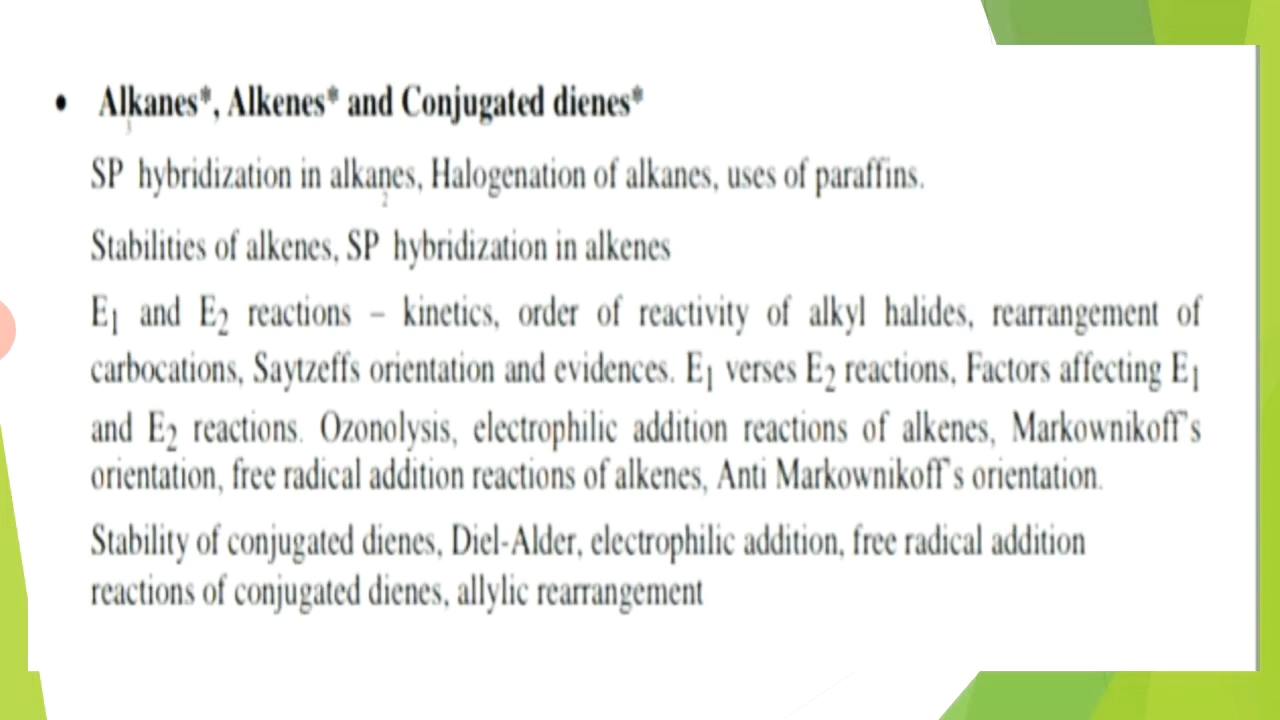 • Alkanes*, Alkenes* and Conjugated dienes*
3
SP hybridization in alkanes, Halogenation of alkanes, uses of paraffins.
2
Stabilities of alkenes, SP hybridization in alkenes
E1 and E2 reactions – kinetics, order of reactivity of alkyl halides, rearrangement of
carbocations, Saytzeffs orientation and evidences. E1 verses E2 reactions, Factors affecting E1
and E2 reactions. Ozonolysis, electrophilic addition reactions of alkenes, Markownikoff's
orientation, free radical addition reactions of alkenes, Anti Markownikoff's orientation.
Stability of conjugated dienes, Diel-Alder, electrophilic addition, free radical addition
reactions of conjugated dienes, allylic rearrangement